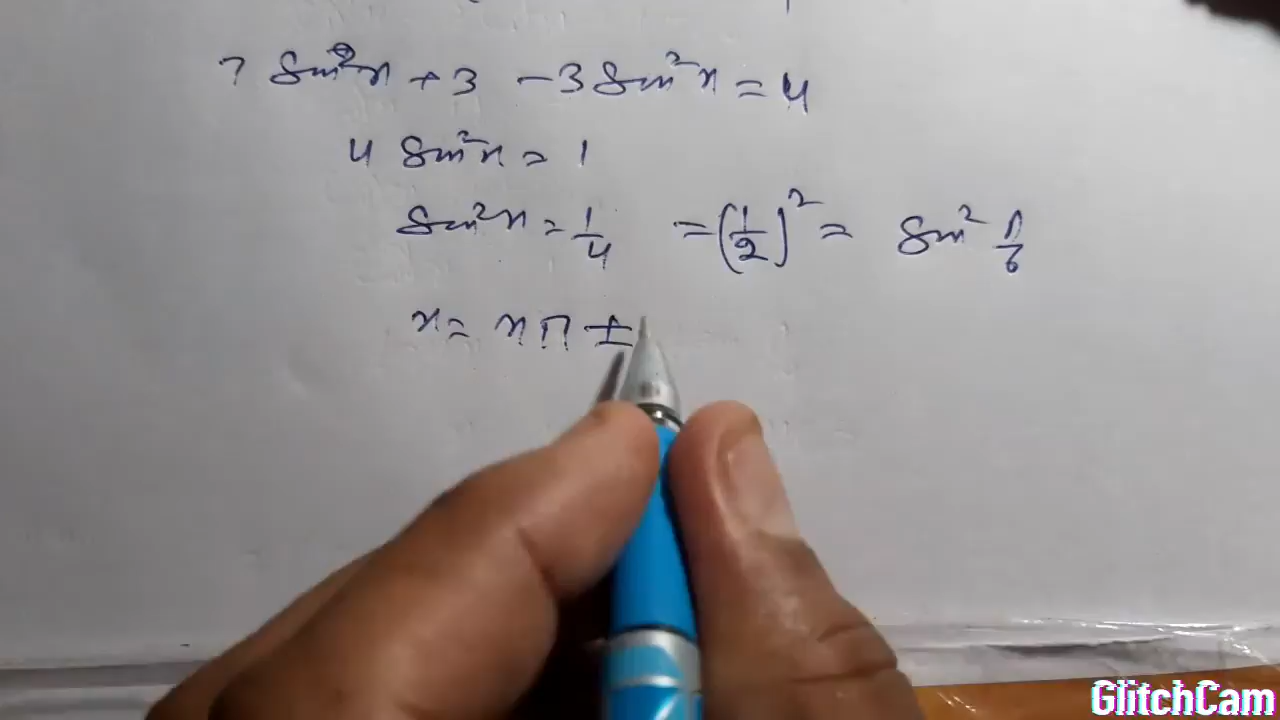 7 sin²x + 3 - 3 sin²x = 4
4 sin²x = 1
sin²x = 1/4 = (1/2)² = sin² π/6
x = nπ ±
GlitchCam